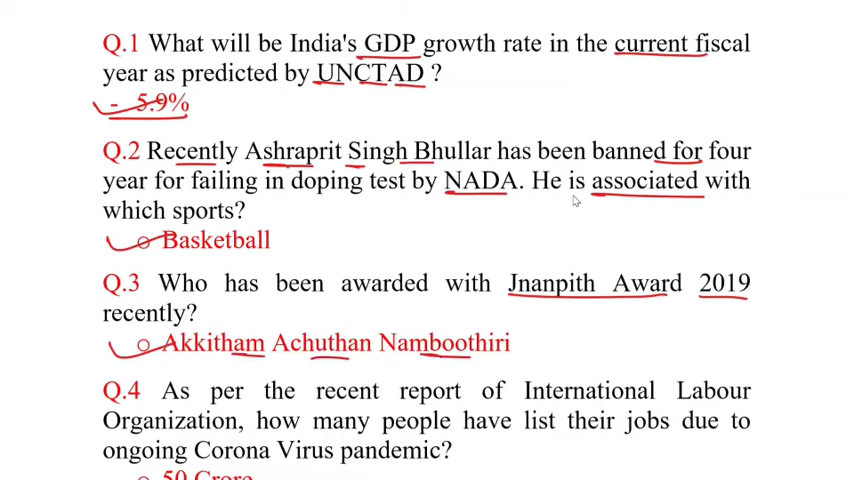 Q.1 What will be India's GDP growth rate in the current fiscal
year as predicted by UNCTAD ?
- 5.9%
Q.2 Recently Ashraprit Singh Bhullar has been banned for four
year for failing in doping test by NADA. He is associated with
which sports?
○ Basketball
Q.3 Who has been awarded with Jnanpith Award 2019
recently?
○ Akkitham Achuthan Namboothiri
Q.4 As per the recent report of International Labour
Organization, how many people have list their jobs due to
ongoing Corona Virus pandemic?
○ 50 Crore